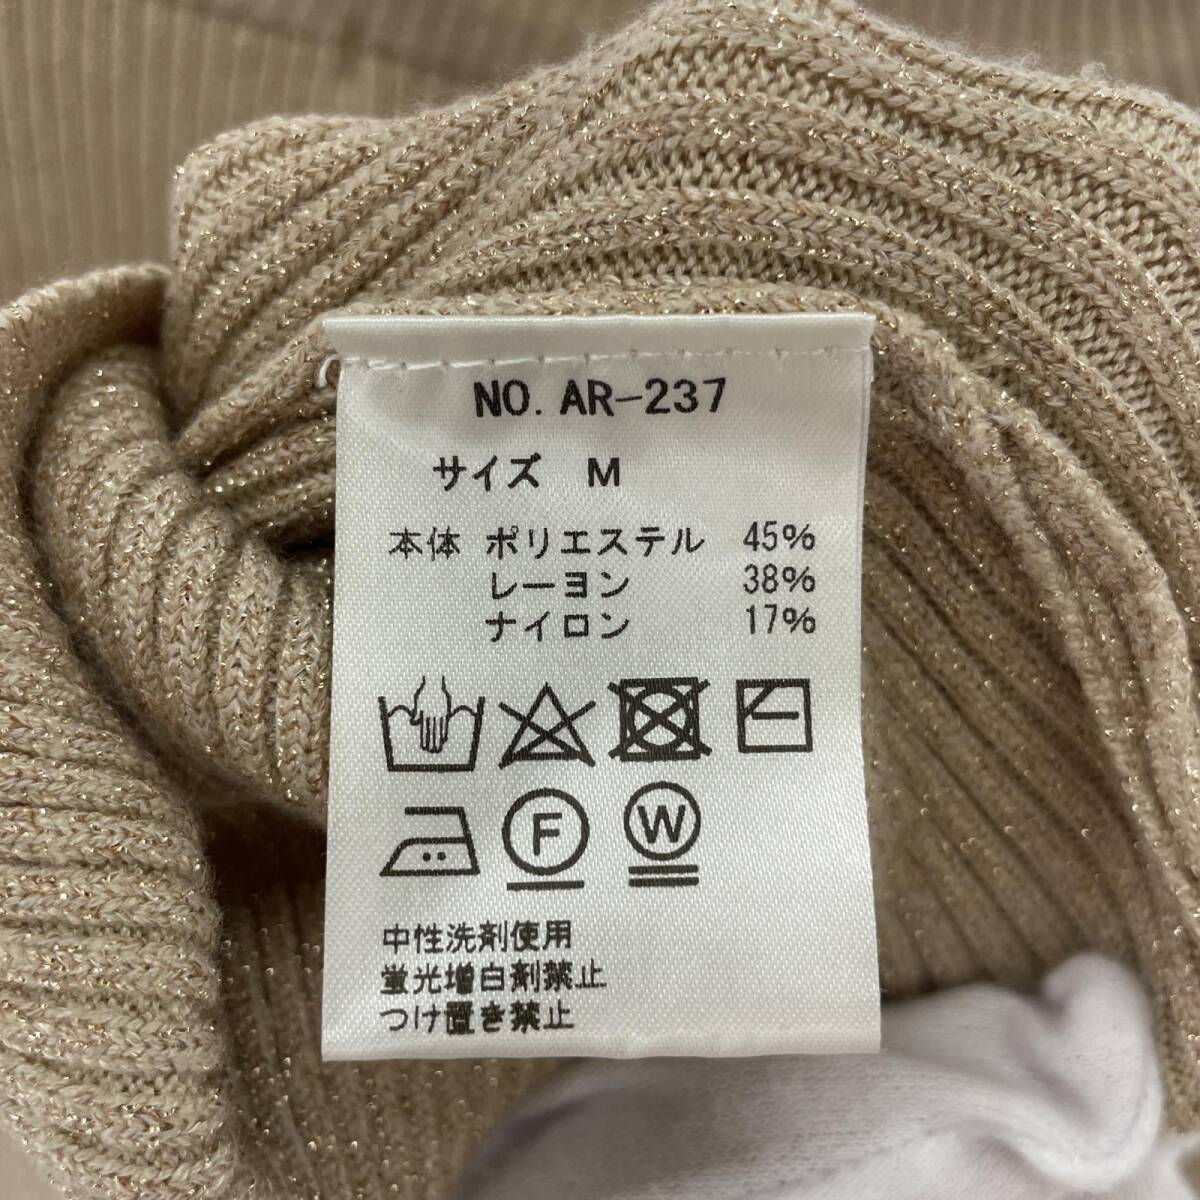 NO. AR-237
サイズ M
本体 ポリエステル 45%
レーヨン 38%
ナイロン 17%
F W
中性洗剤使用
蛍光増白剤禁止
つけ置き禁止